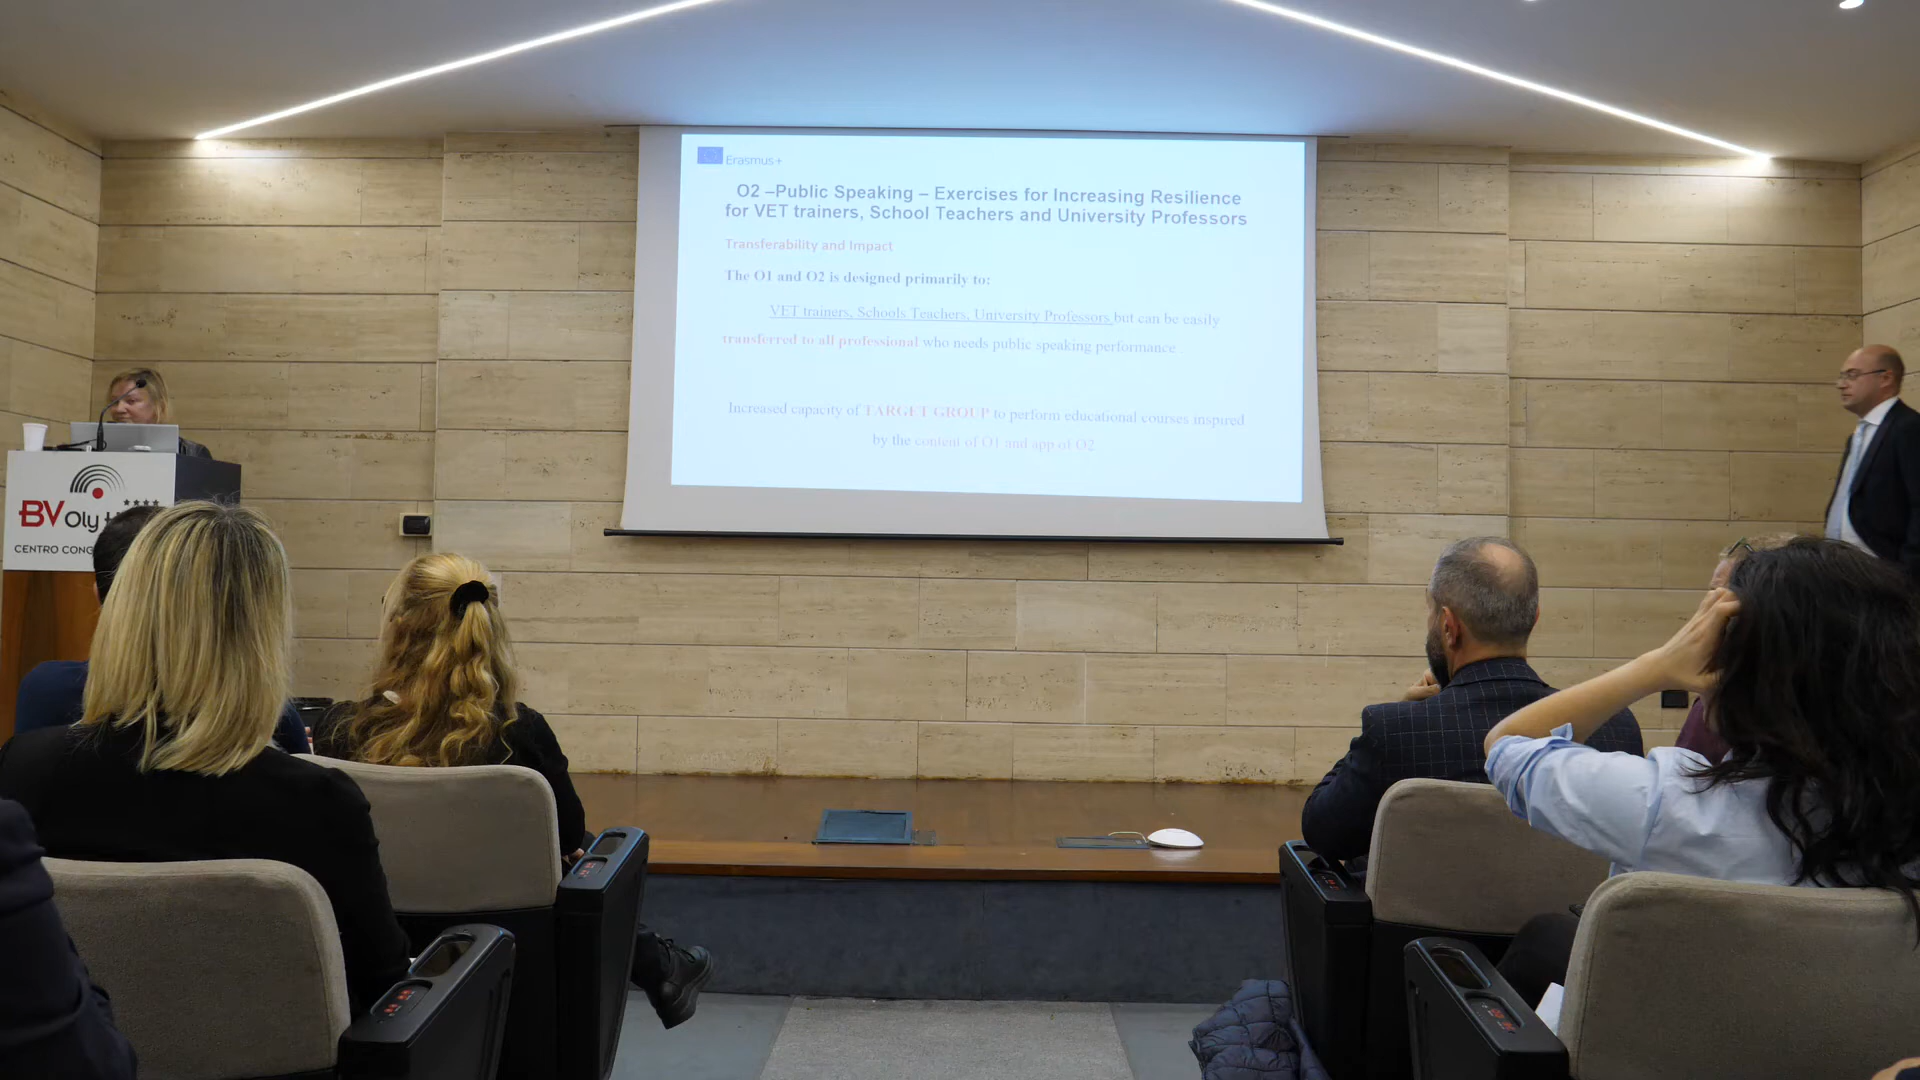 Erasmus+
O2 –Public Speaking – Exercises for Increasing Resilience
for VET trainers, School Teachers and University Professors
Transferability and Impact
The O1 and O2 is designed primarily to:
VET trainers, Schools Teachers, University Professors but can be easily
transferred to all professional who needs public speaking performance.
Increased capacity of TARGET GROUP to perform educational courses inspired
by the content of O1 and app of O2
BV Oly
CENTRO CONG